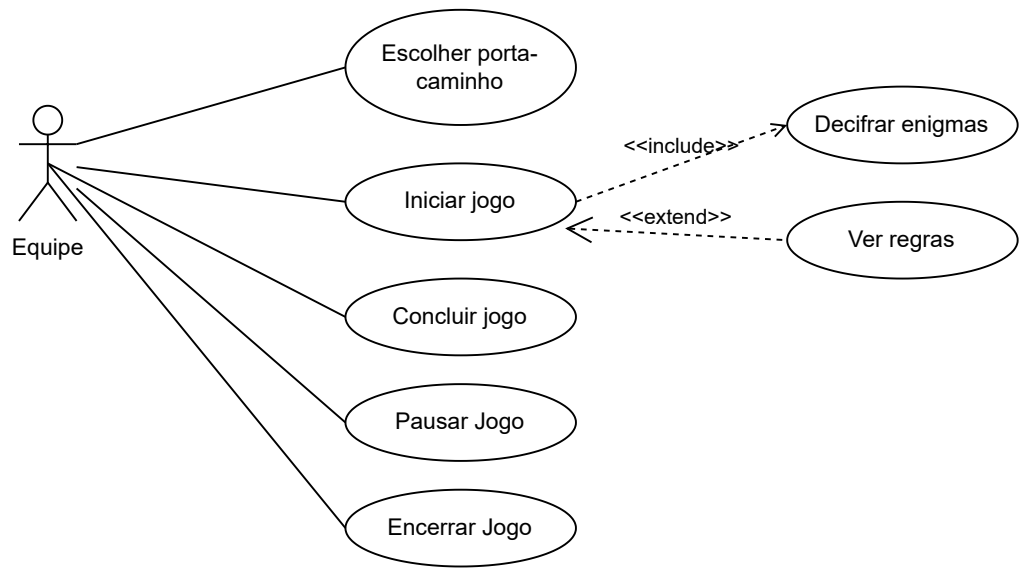 Escolher porta-
caminho
Decifrar enigmas
<<include>>
Iniciar jogo
<<extend>>
Ver regras
Equipe
Concluir jogo
Pausar Jogo
Encerrar Jogo